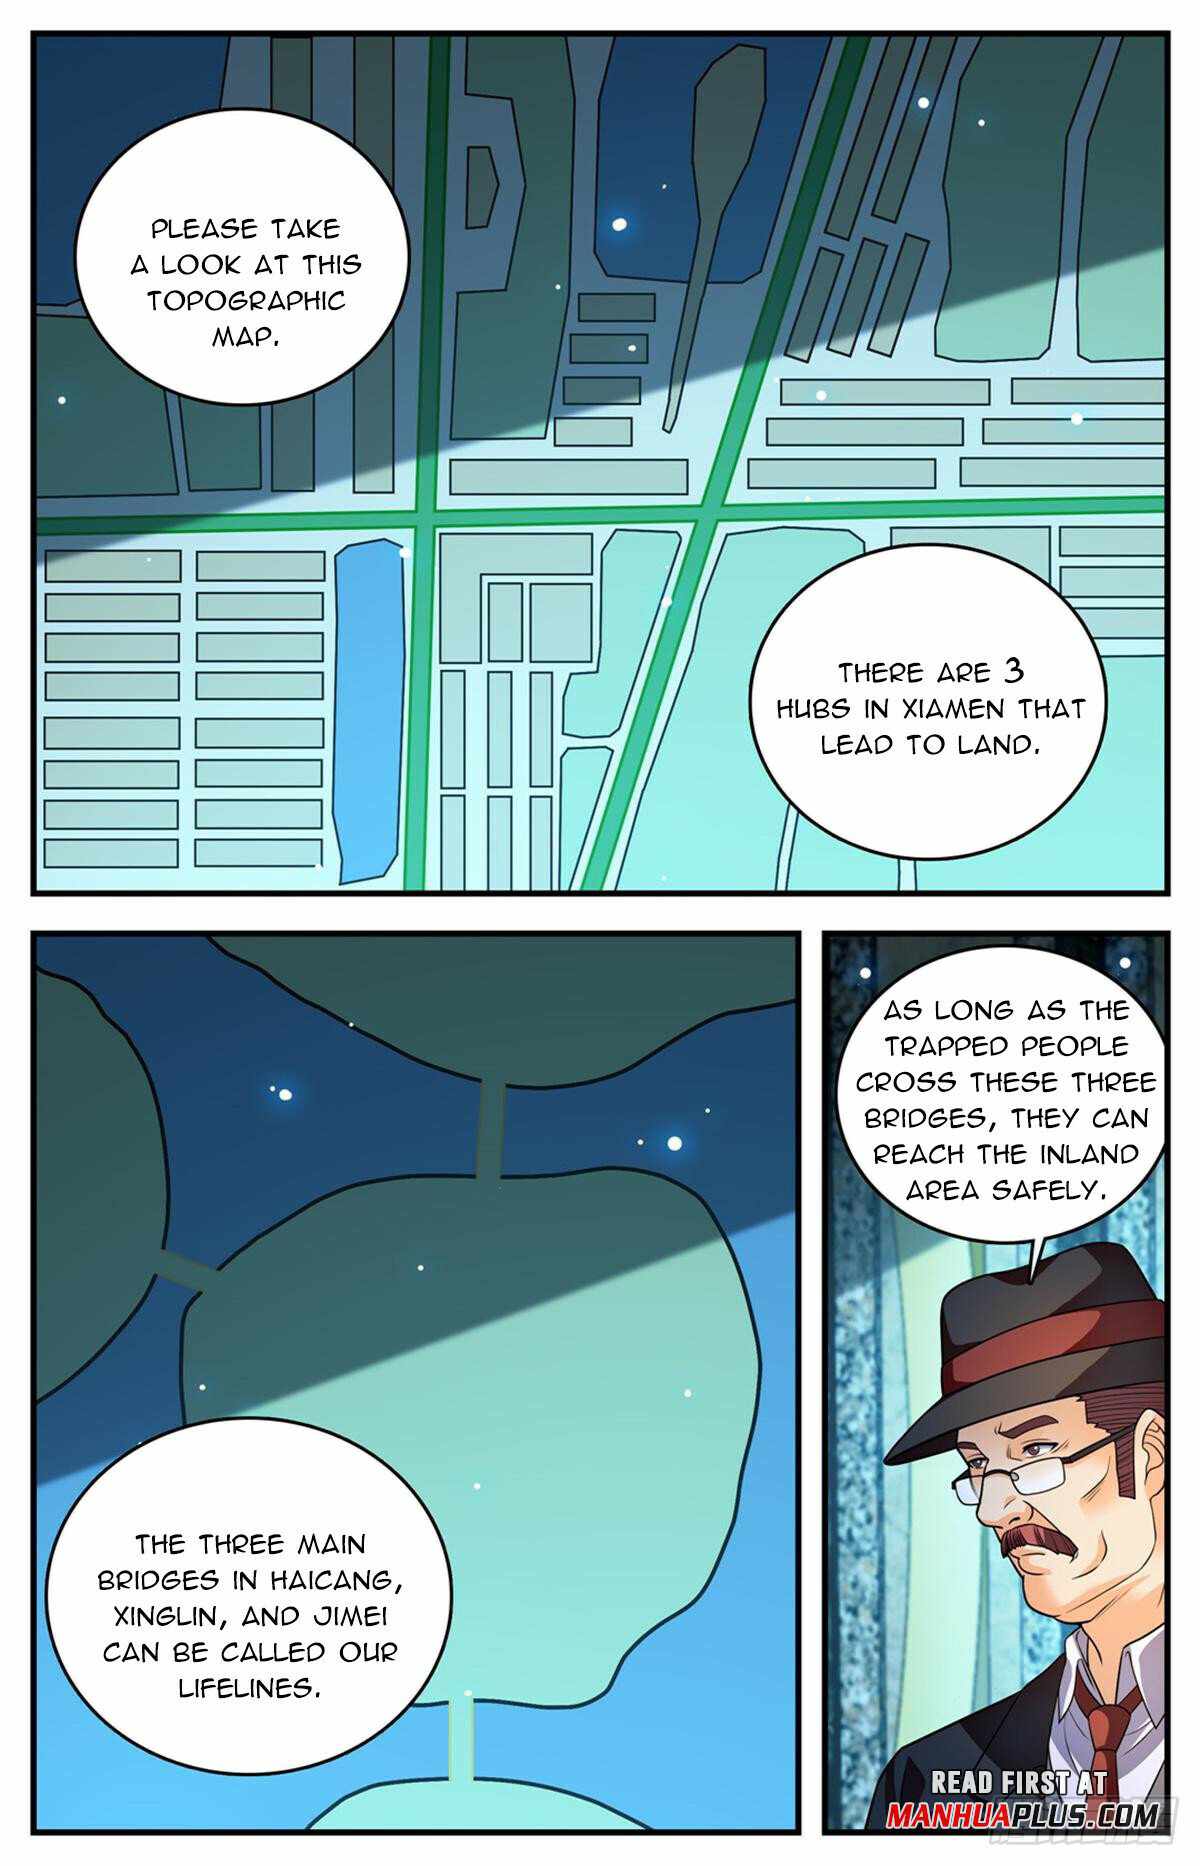 PLEASE TAKE
A LOOK AT THIS
TOPOGRAPHIC
MAP.
THERE ARE 3
HUBS IN XIAMEN THAT
LEAD TO LAND.
THE THREE MAIN
BRIDGES IN HAICANG,
XINGLIN, AND JIMEI
CAN BE CALLED OUR
LIFELINES.
AS LONG AS THE
TRAPPED PEOPLE
CROSS THESE THREE
BRIDGES, THEY CAN
REACH THE INLAND
AREA SAFELY.
READ FIRST AT
MANHUAPLUS.COM